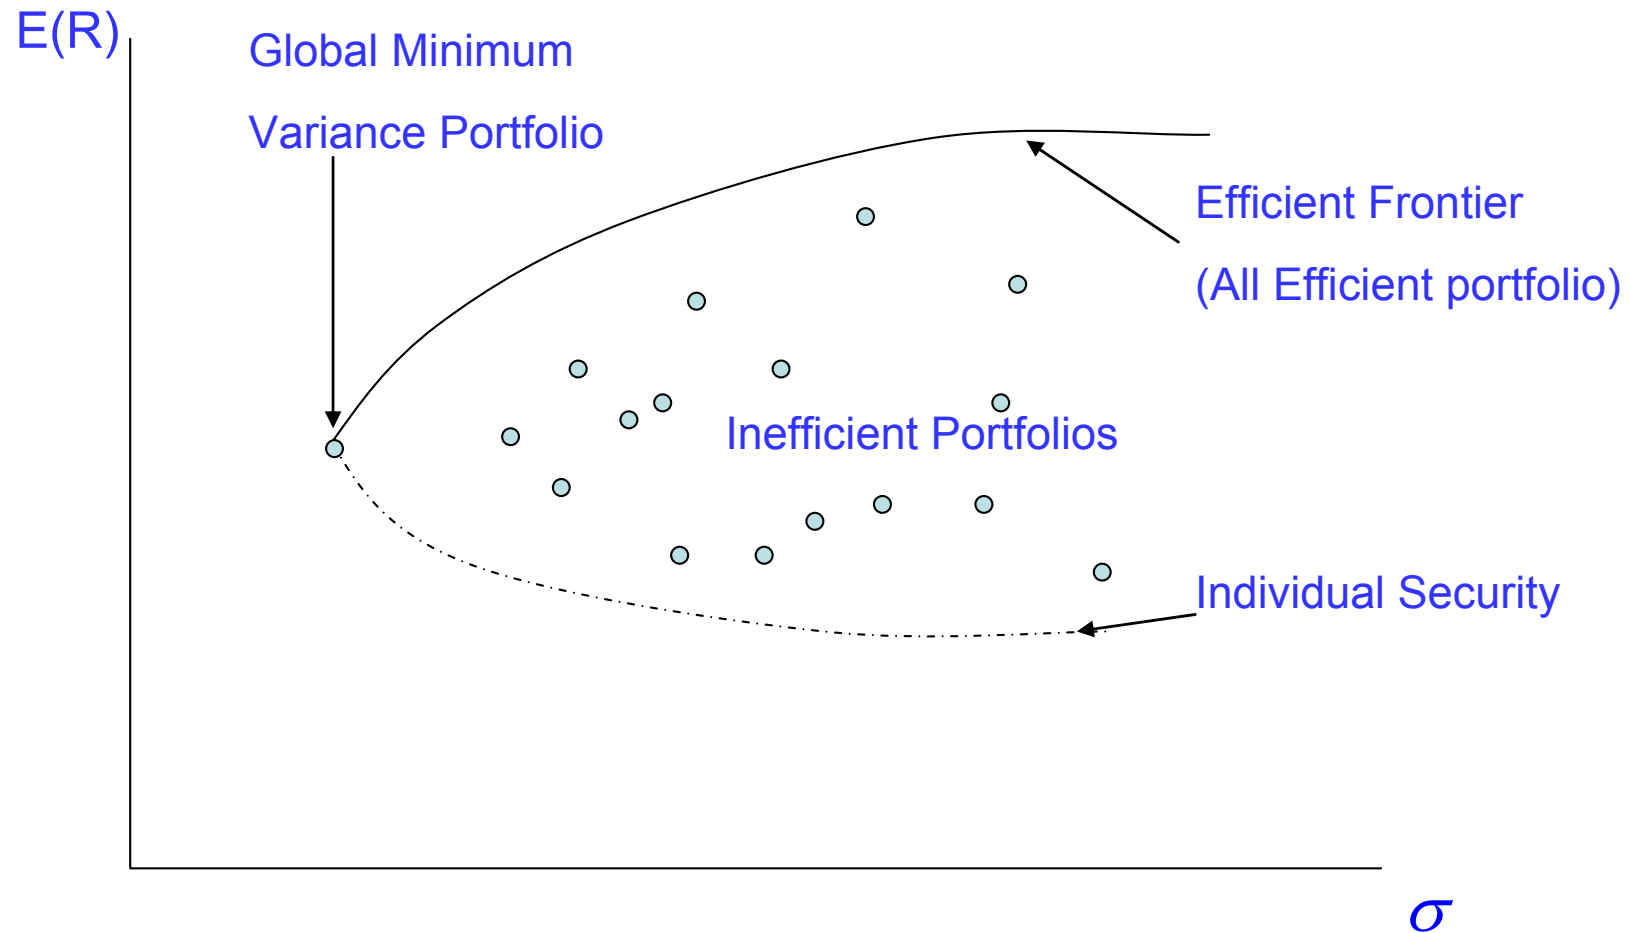 E(R)
Global Minimum
Variance Portfolio
Efficient Frontier
(All Efficient portfolio)
Inefficient Portfolios
Individual Security
σ